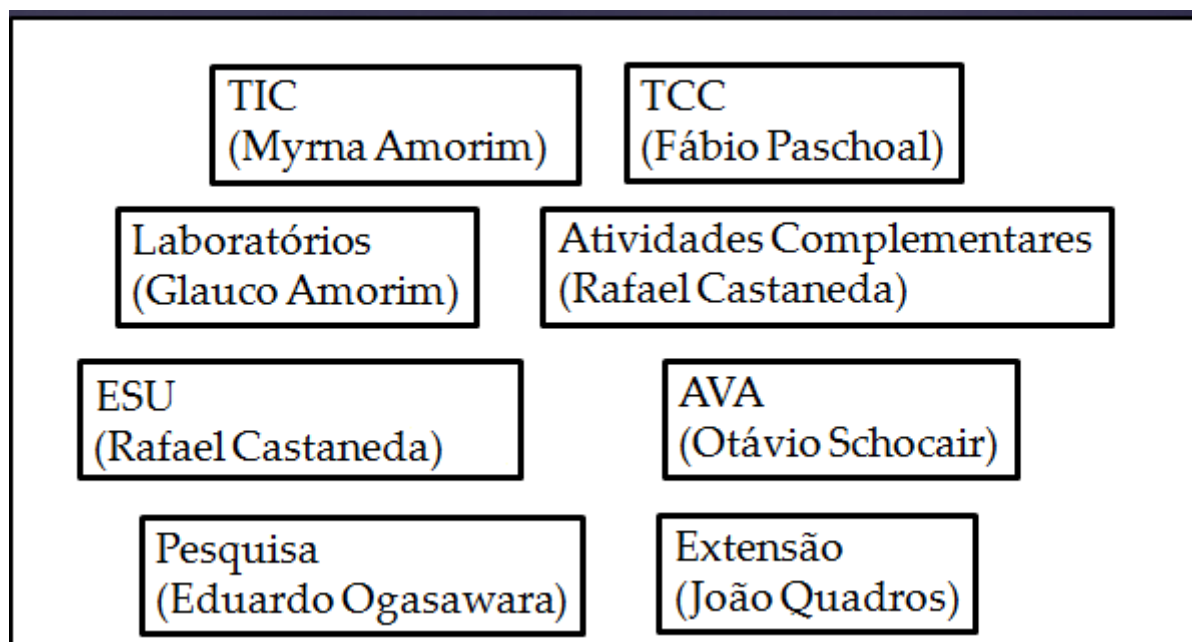 TIC
(Myrna Amorim)
TCC
(Fábio Paschoal)
Laboratórios
(Glauco Amorim)
Atividades Complementares
(Rafael Castaneda)
ESU
(Rafael Castaneda)
AVA
(Otávio Schocair)
Pesquisa
(Eduardo Ogasawara)
Extensão
(João Quadros)